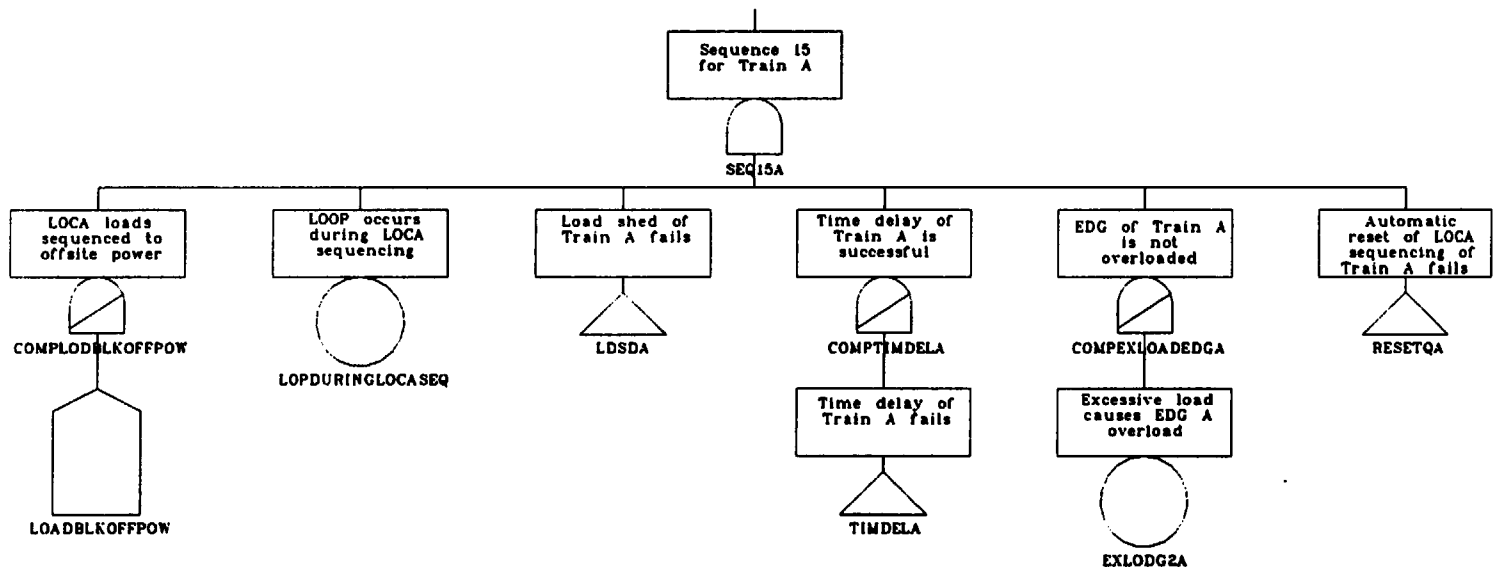 Sequence 15
for Train A
SEQ15A
LOCA loads
sequenced to
offsite power
LOOP occurs
during LOCA
sequencing
Load shed of
Train A fails
Time delay of
Train A is
successful
EDG of Train A
is not
overloaded
Automatic
reset of LOCA
sequencing of
Train A fails
COMPLODBLKOFFPOW
LOPDURINGLOCASEQ
LDSDA
COMPTIMDELA
COMPEXLOADEDGA
RESETQA
Time delay of
Train A fails
Excessive load
causes EDG A
overload
LOADBLKOFFPOW
TIMDELA
EXLODG2A